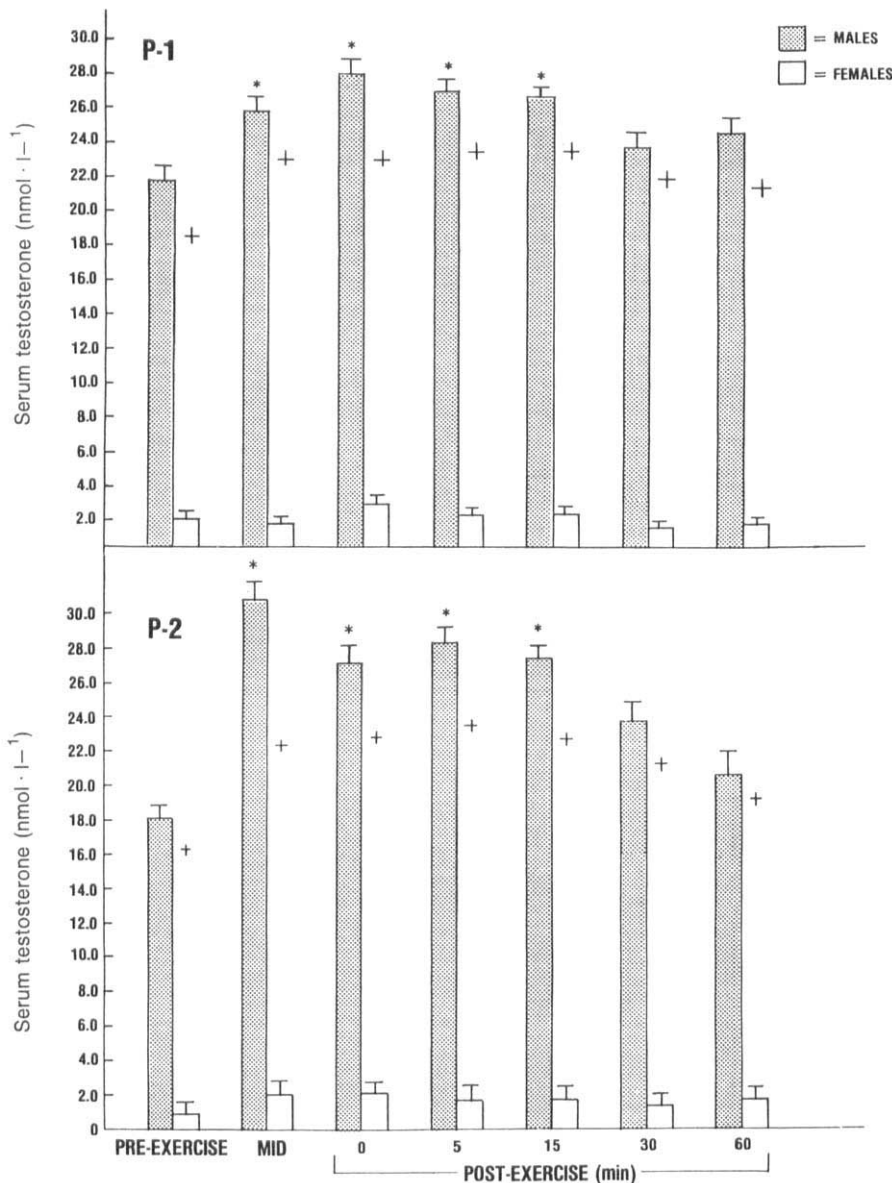 P-1
= MALES
= FEMALES
Serum testosterone (nmol · l−1)
30.0
28.0
26.0
24.0
22.0
20.0
18.0
16.0
14.0
12.0
10.0
8.0
6.0
4.0
2.0
* * * * *
+ + + + + + +
P-2
Serum testosterone (nmol · l−1)
30.0
28.0
26.0
24.0
22.0
20.0
18.0
16.0
14.0
12.0
10.0
8.0
6.0
4.0
2.0
0
* * * *
+ + + + + + +
PRE-EXERCISE MID 0 5 15 30 60
POST-EXERCISE (min)